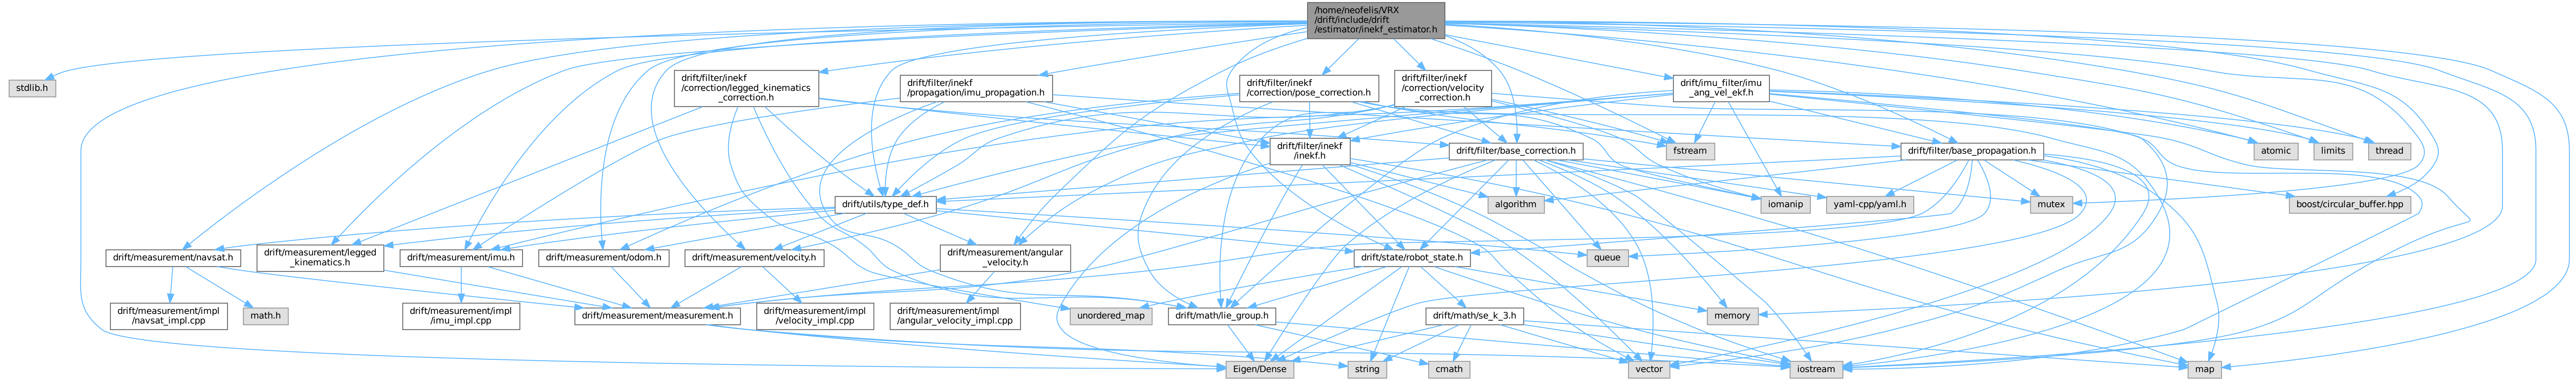 /home/neofelis/VRX
/drift/include/drift
/estimator/inekf_estimator.h
stdlib.h
drift/filter/inekf
/correction/legged_kinematics
_correction.h
drift/filter/inekf
/propagation/imu_propagation.h
drift/filter/inekf
/correction/pose_correction.h
drift/filter/inekf
/correction/velocity
_correction.h
drift/imu_filter/imu
_ang_vel_ekf.h
drift/filter/inekf
/inekf.h
drift/filter/base_correction.h
fstream
drift/filter/base_propagation.h
atomic
limits
thread
drift/utils/type_def.h
algorithm
iomanip
yaml-cpp/yaml.h
mutex
boost/circular_buffer.hpp
drift/measurement/navsat.h
drift/measurement/legged
_kinematics.h
drift/measurement/imu.h
drift/measurement/odom.h
drift/measurement/velocity.h
drift/measurement/angular
_velocity.h
drift/state/robot_state.h
queue
drift/measurement/impl
/navsat_impl.cpp
math.h
drift/measurement/impl
/imu_impl.cpp
drift/measurement/measurement.h
drift/measurement/impl
/velocity_impl.cpp
drift/measurement/impl
/angular_velocity_impl.cpp
unordered_map
drift/math/lie_group.h
drift/math/se_k_3.h
memory
Eigen/Dense
string
cmath
vector
iostream
map